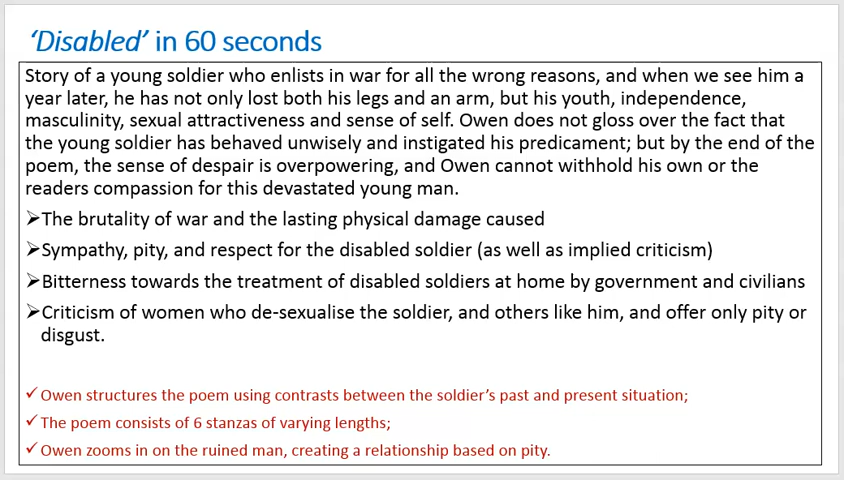 ‘Disabled’ in 60 seconds
Story of a young soldier who enlists in war for all the wrong reasons, and when we see him a
year later, he has not only lost both his legs and an arm, but his youth, independence,
masculinity, sexual attractiveness and sense of self. Owen does not gloss over the fact that
the young soldier has behaved unwisely and instigated his predicament; but by the end of the
poem, the sense of despair is overpowering, and Owen cannot withhold his own or the
readers compassion for this devastated young man.
➢The brutality of war and the lasting physical damage caused
➢Sympathy, pity, and respect for the disabled soldier (as well as implied criticism)
➢Bitterness towards the treatment of disabled soldiers at home by government and civilians
➢Criticism of women who de-sexualise the soldier, and others like him, and offer only pity or
disgust.
✓Owen structures the poem using contrasts between the soldier’s past and present situation;
✓The poem consists of 6 stanzas of varying lengths;
✓Owen zooms in on the ruined man, creating a relationship based on pity.